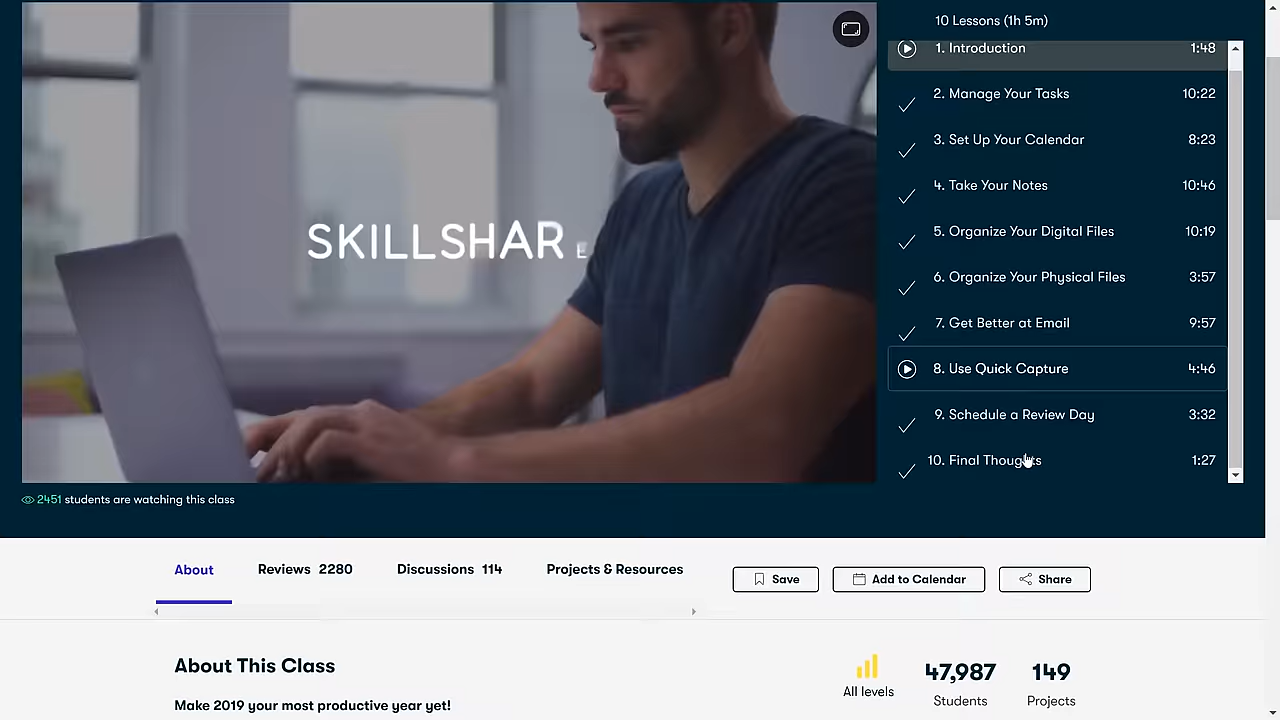 10 Lessons (1h 5m)
1. Introduction 1:48
2. Manage Your Tasks 10:22
3. Set Up Your Calendar 8:23
4. Take Your Notes 10:46
5. Organize Your Digital Files 10:19
6. Organize Your Physical Files 3:57
7. Get Better at Email 9:57
8. Use Quick Capture 4:46
9. Schedule a Review Day 3:32
10. Final Thoughts 1:27
SKILLSHARE
2451 students are watching this class
About Reviews 2280 Discussions 114 Projects & Resources Save Add to Calendar Share
About This Class
Make 2019 your most productive year yet!
All levels
47,987 Students
149 Projects